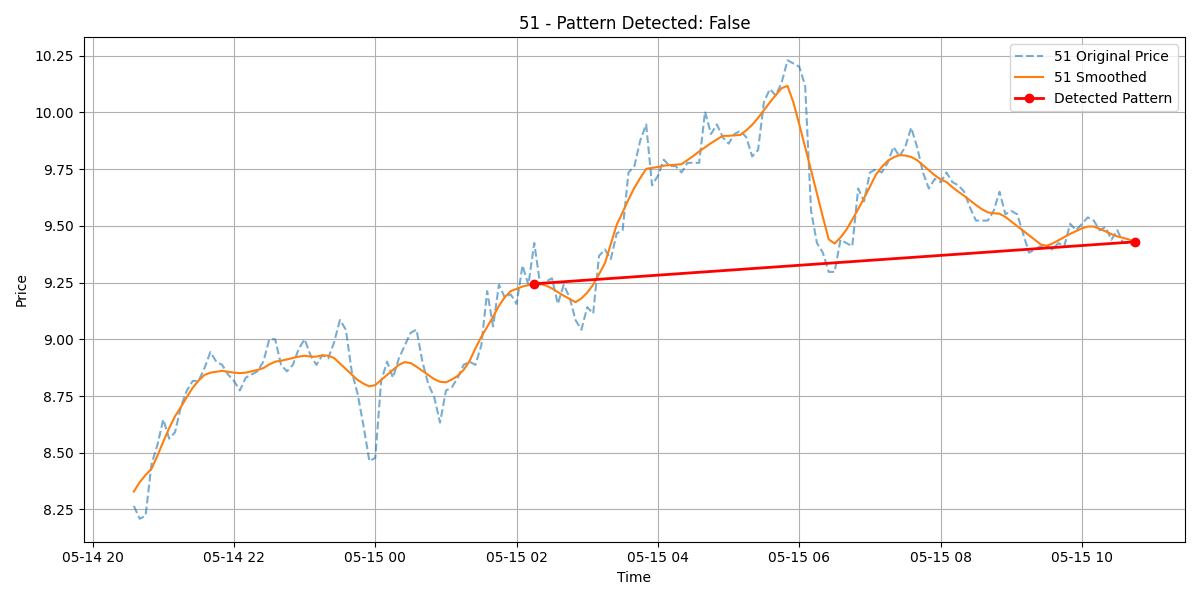 51 - Pattern Detected: False
51 Original Price
51 Smoothed
Detected Pattern
Price
10.25
10.00
9.75
9.50
9.25
9.00
8.75
8.50
8.25
05-14 20
05-14 22
05-15 00
05-15 02
05-15 04
05-15 06
05-15 08
05-15 10
Time